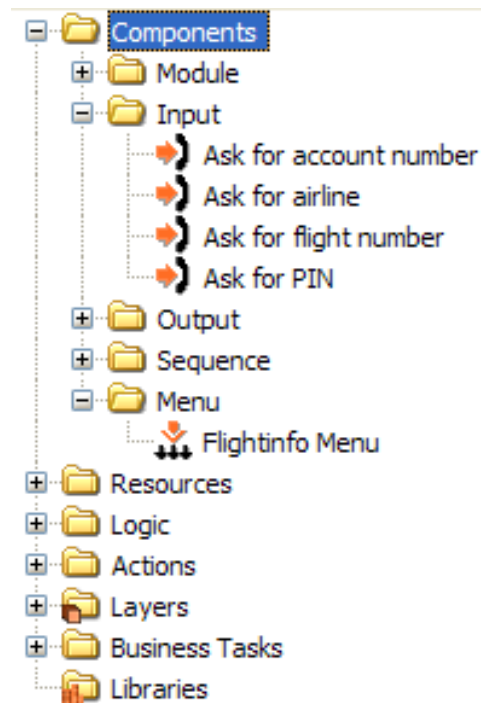 Components
Module
Input
Ask for account number
Ask for airline
Ask for flight number
Ask for PIN
Output
Sequence
Menu
Flightinfo Menu
Resources
Logic
Actions
Layers
Business Tasks
Libraries